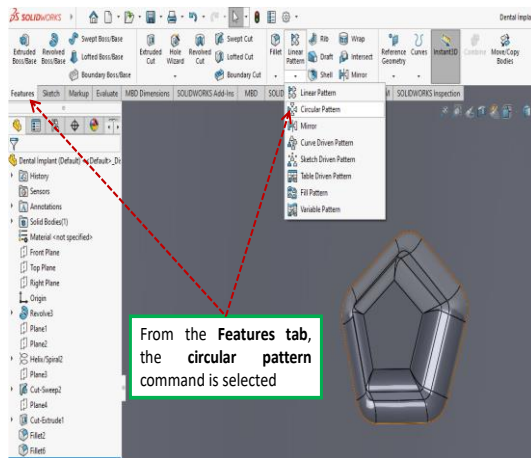 SOLIDWORKS
Dental Impla
Extruded Boss/Base
Revolved Boss/Base
Swept Boss/Base
Lofted Boss/Base
Boundary Boss/Base
Extruded Cut
Hole Wizard
Revolved Cut
Swept Cut
Lofted Cut
Boundary Cut
Fillet
Linear Pattern
Rib
Draft
Shell
Wrap
Intersect
Mirror
Reference Geometry
Curves
Instant3D
Combine
Move/Copy Bodies
Features
Sketch
Markup
Evaluate
MBD Dimensions
SOLIDWORKS Add-Ins
MBD
SOLID
M
SOLIDWORKS Inspection
Linear Pattern
Circular Pattern
Mirror
Curve Driven Pattern
Sketch Driven Pattern
Table Driven Pattern
Fill Pattern
Variable Pattern
Dental Implant (Default) <<Default>_Dis
History
Sensors
Annotations
Solid Bodies(1)
Material <not specified>
Front Plane
Top Plane
Right Plane
Origin
Revolve3
Plane1
Plane2
Helix/Spiral2
Plane3
Cut-Sweep2
Plane4
Cut-Extrude1
Fillet2
Fillet6
From the Features tab,
the circular pattern
command is selected